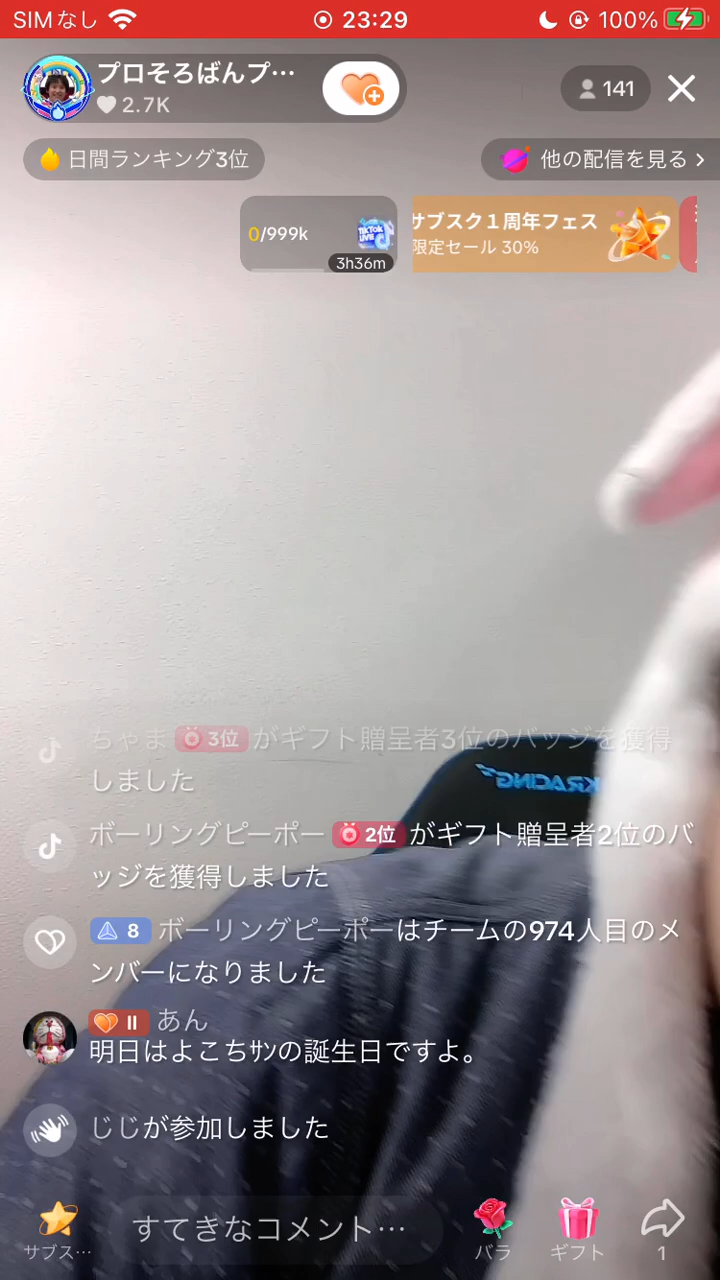 SIMなし 23:29 100%
プロそろばんプ… 141
2.7K
日間ランキング3位 他の配信を見る
0/999k TikTok LIVE サブスク１周年フェス
3h36m 限定セール 30%
KRACING
ちゃま 3位 がギフト贈呈者3位のバッジを獲得
しました
ボーリングピーポー 2位 がギフト贈呈者2位のバ
ッジを獲得しました
8 ボーリングピーポーはチームの974人目のメ
ンバーになりました
II あん
明日はよこちｻﾝの誕生日ですよ。
じじが参加しました
すてきなコメント…
サブス… バラ ギフト 1